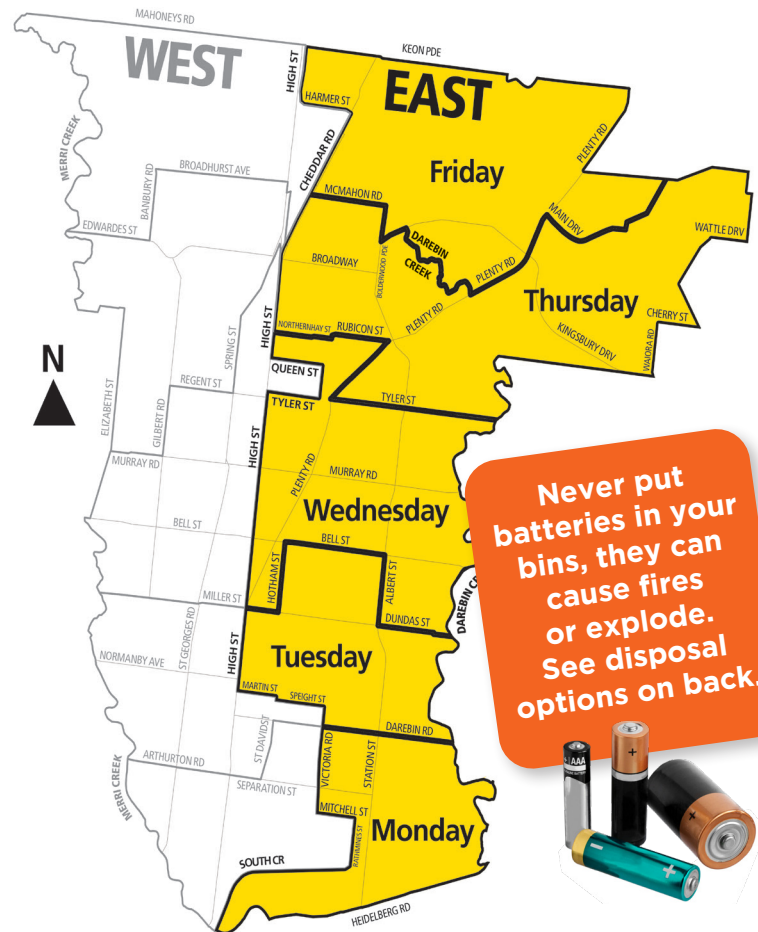 MAHONEYS RD
WEST
HIGH ST
KEON PDE
EAST
HARMER ST
MERRI CREEK
CHEDDAR RD
PLENTY RD
BROADHURST AVE
BANBURY RD
Friday
MCMAHON RD
MAIN DRV
WATTLE DRV
EDWARDES ST
DAREBIN
CREEK
BROADWAY
BOLDERWOOD PDE
PLENTY RD
Thursday
HIGH ST
NORTHERNHAY ST
RUBICON ST
PLENTY RD
KINGSBURY DRV
CHERRY ST
WAIORA RD
SPRING ST
N
QUEEN ST
REGENT ST
TYLER ST
TYLER ST
ELIZABETH ST
GILBERT RD
HIGH ST
MURRAY RD
PLENTY RD
MURRAY RD
Wednesday
BELL ST
BELL ST
HOTHAM ST
ALBERT ST
MILLER ST
DUNDAS ST
ST GEORGES RD
HIGH ST
NORMANBY AVE
Tuesday
MARTIN ST
SPEIGHT ST
DAREBIN RD
ST DAVIDS ST
VICTORIA RD
STATION ST
ARTHURTON RD
MERRI CREEK
SEPARATION ST
MITCHELL ST
RATHMINES ST
Monday
SOUTH CR
HEIDELBERG RD
Never put
batteries in your
bins, they can
cause fires
or explode.
See disposal
options on back.
AAA